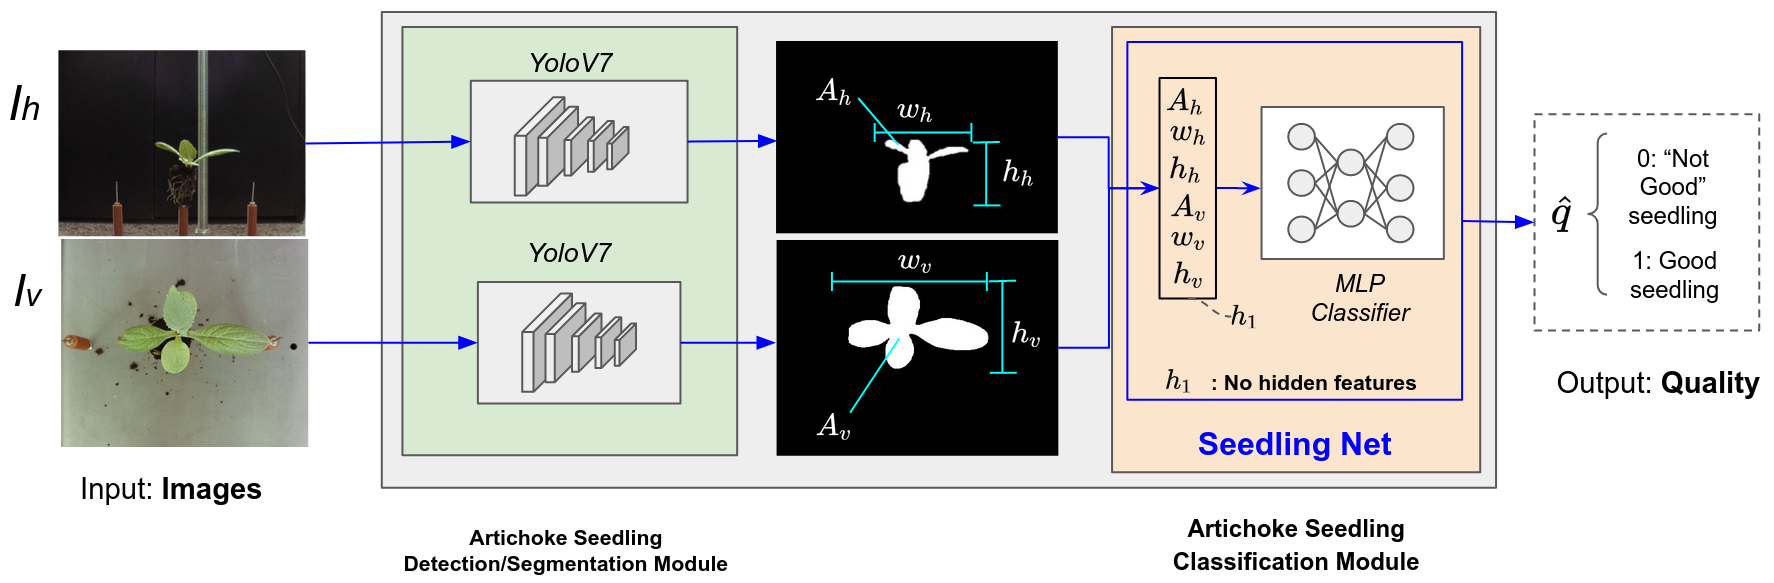 I_h
I_v
Input: Images
YoloV7
YoloV7
Artichoke Seedling
Detection/Segmentation Module
A_h
w_h
h_h
w_v
h_v
A_v
A_h
w_h
h_h
A_v
w_v
h_v
h_1
MLP
Classifier
h_1 : No hidden features
Seedling Net
Artichoke Seedling
Classification Module
q̂
0: “Not
Good”
seedling
1: Good
seedling
Output: Quality